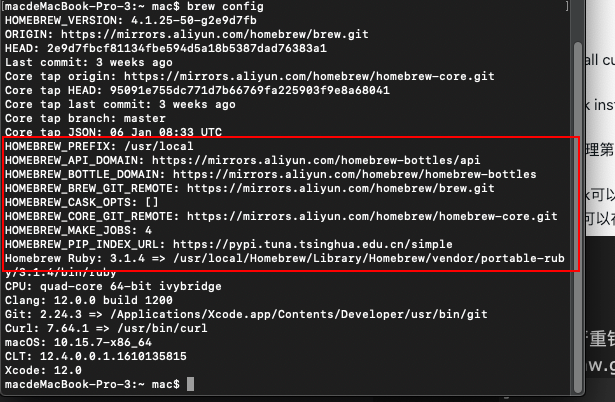 [macdeMacBook-Pro-3:~ mac$ brew config ]
HOMEBREW_VERSION: 4.1.25-50-g2e9d7fb
ORIGIN: https://mirrors.aliyun.com/homebrew/brew.git
HEAD: 2e9d7fbcf81134fbe594d5a18b5387dad76383a1
Last commit: 3 weeks ago
Core tap origin: https://mirrors.aliyun.com/homebrew/homebrew-core.git
Core tap HEAD: 95091e755dc771d7b66769fa225903f9e8a68041
Core tap last commit: 3 weeks ago
Core tap branch: master
Core tap JSON: 06 Jan 08:33 UTC
HOMEBREW_PREFIX: /usr/local
HOMEBREW_API_DOMAIN: https://mirrors.aliyun.com/homebrew-bottles/api
HOMEBREW_BOTTLE_DOMAIN: https://mirrors.aliyun.com/homebrew-bottles
HOMEBREW_BREW_GIT_REMOTE: https://mirrors.aliyun.com/homebrew/brew.git
HOMEBREW_CASK_OPTS: []
HOMEBREW_CORE_GIT_REMOTE: https://mirrors.aliyun.com/homebrew/homebrew-core.git
HOMEBREW_MAKE_JOBS: 4
HOMEBREW_PIP_INDEX_URL: https://pypi.tuna.tsinghua.edu.cn/simple
Homebrew Ruby: 3.1.4 => /usr/local/Homebrew/Library/Homebrew/vendor/portable-rub
y/3.1.4/bin/ruby
CPU: quad-core 64-bit ivybridge
Clang: 12.0.0 build 1200
Git: 2.24.3 => /Applications/Xcode.app/Contents/Developer/usr/bin/git
Curl: 7.64.1 => /usr/bin/curl
macOS: 10.15.7-x86_64
CLT: 12.4.0.0.1.1610135815
Xcode: 12.0
macdeMacBook-Pro-3:~ mac$
all cu
k inst
理第
k可以
可以在
重
w.g